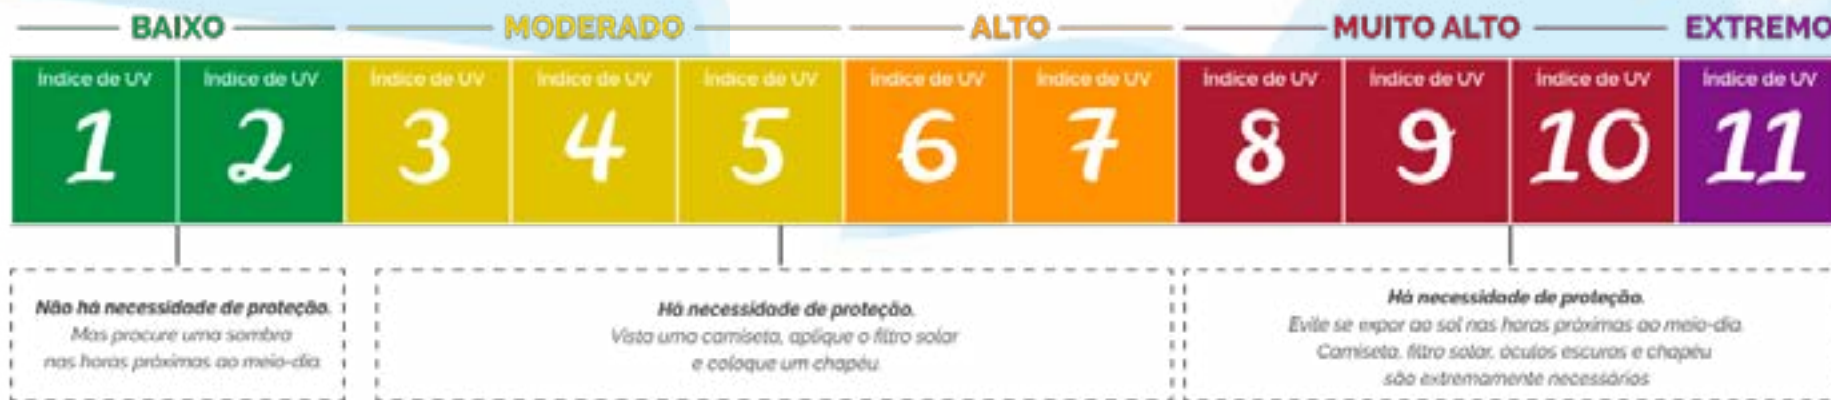 BAIXO MODERADO ALTO MUITO ALTO EXTREMO
Índice de UV Índice de UV Índice de UV Índice de UV Índice de UV Índice de UV Índice de UV Índice de UV Índice de UV Índice de UV Índice de UV
1 2 3 4 5 6 7 8 9 10 11
Não há necessidade de proteção.
Mas procure uma sombra
nas horas próximas ao meio-dia.
Há necessidade de proteção.
Vista uma camiseta, aplique o filtro solar
e coloque um chapéu.
Há necessidade de proteção.
Evite se expor ao sol nas horas próximas ao meio-dia.
Camiseta, filtro solar, óculos escuros e chapéu
são extremamente necessários